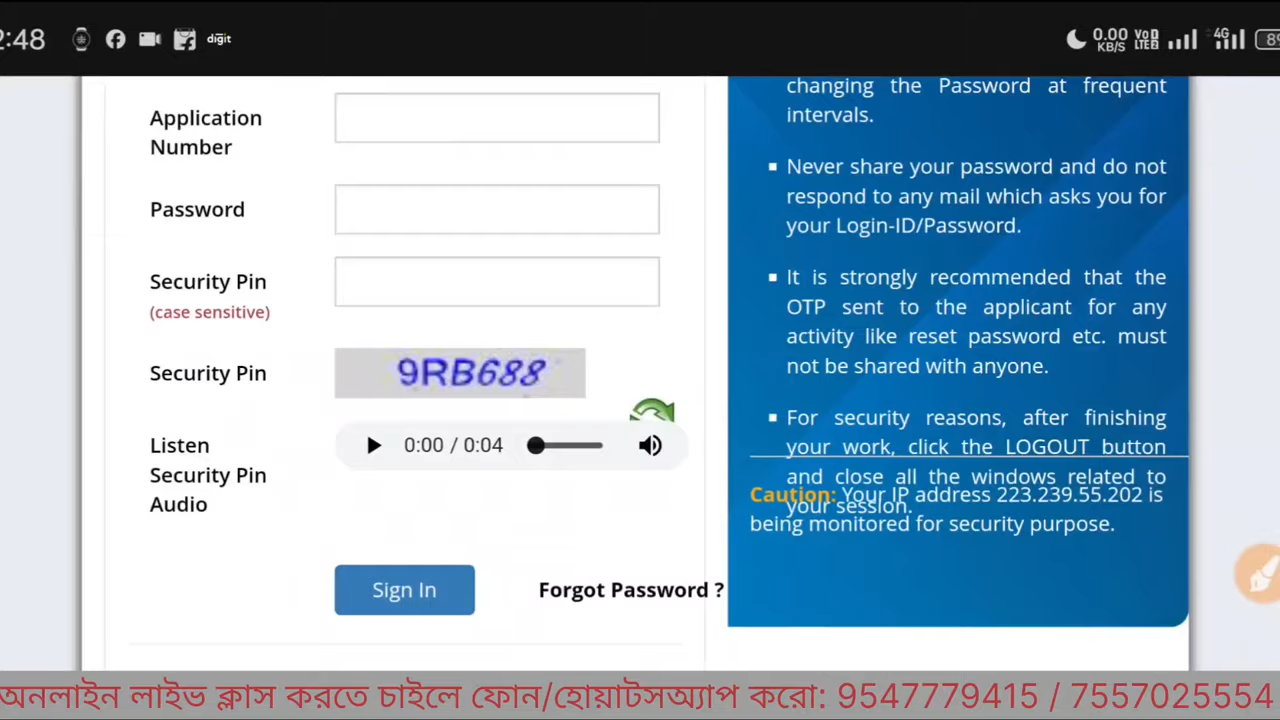 2:48
digit
0.00 KB/S
Vo LTE 2
4G
Application
Number
Password
Security Pin
(case sensitive)
Security Pin
9RB688
Listen
Security Pin
Audio
0:00 / 0:04
Sign In
Forgot Password ?
changing the Password at frequent
intervals.
Never share your password and do not
respond to any mail which asks you for
your Login-ID/Password.
It is strongly recommended that the
OTP sent to the applicant for any
activity like reset password etc. must
not be shared with anyone.
For security reasons, after finishing
your work, click the LOGOUT button
and close all the windows related to
your session.
Caution: Your IP address 223.239.55.202 is
being monitored for security purpose.
অনলাইন লাইভ ক্লাস করতে চাইলে ফোন/হোয়াটসঅ্যাপ করো: 9547779415 / 7557025554